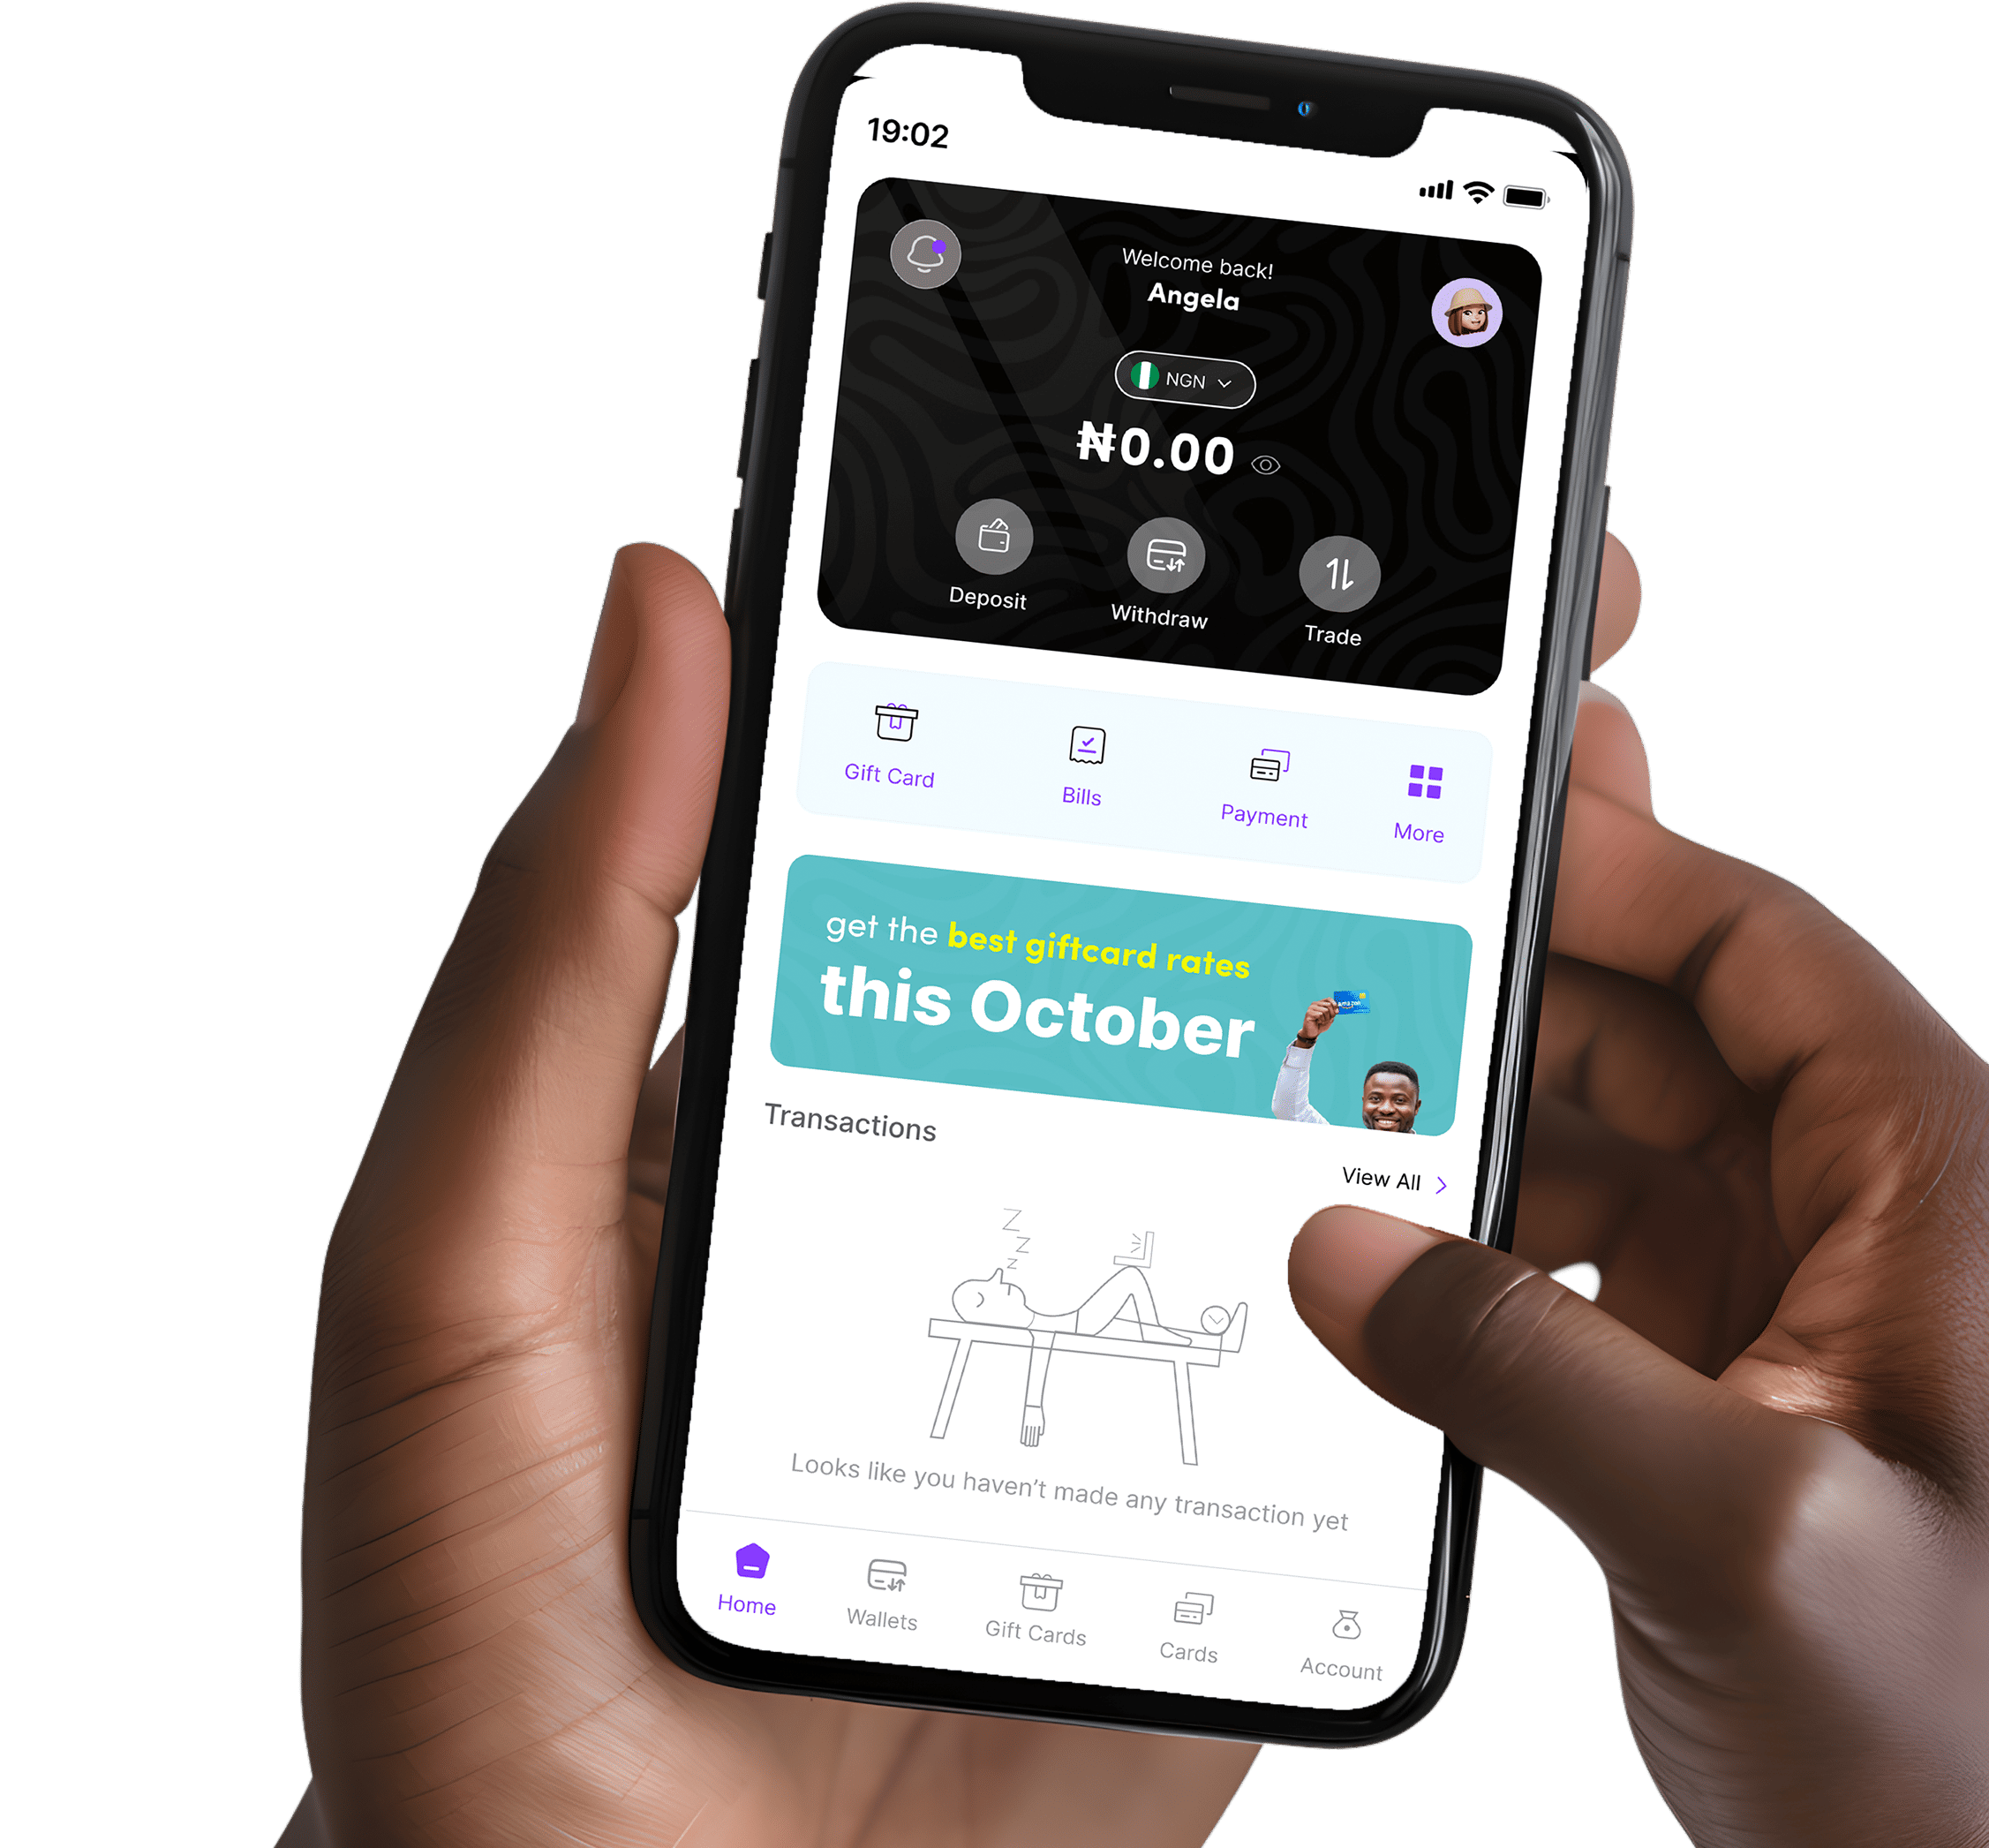 19:02
Welcome back!
Angela
NGN
₦0.00
Deposit
Withdraw
Trade
Gift Card
Bills
Payment
More
get the best giftcard rates
this October
Transactions
View All
Z
Z
Z
Looks like you haven't made any transaction yet
Home
Wallets
Gift Cards
Cards
Account